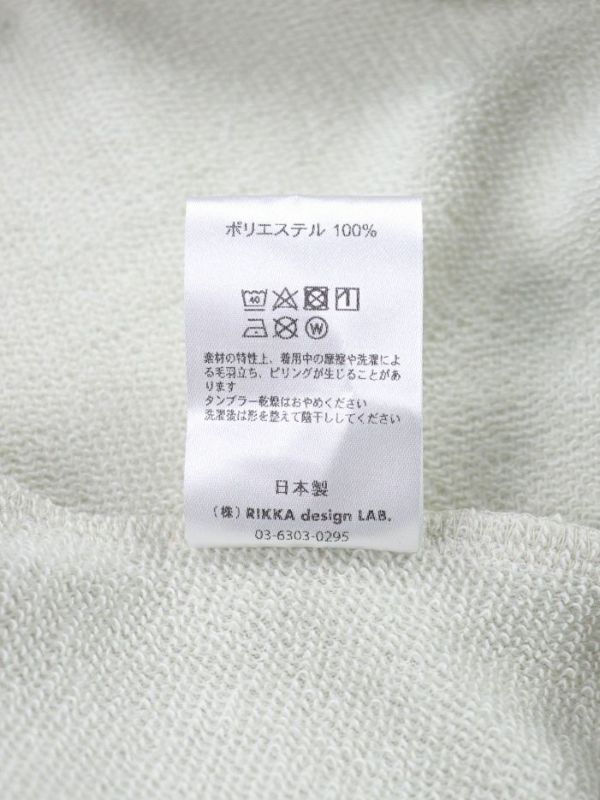 ポリエステル 100%
40
W
素材の特性上、着用中の摩擦や洗濯によ
る毛羽立ち、ピリングが生じることがあ
ります
タンブラー乾燥はおやめください
洗濯後は形を整えて陰干ししてください
日本製
(株) RIKKA design LAB.
03-6303-0295